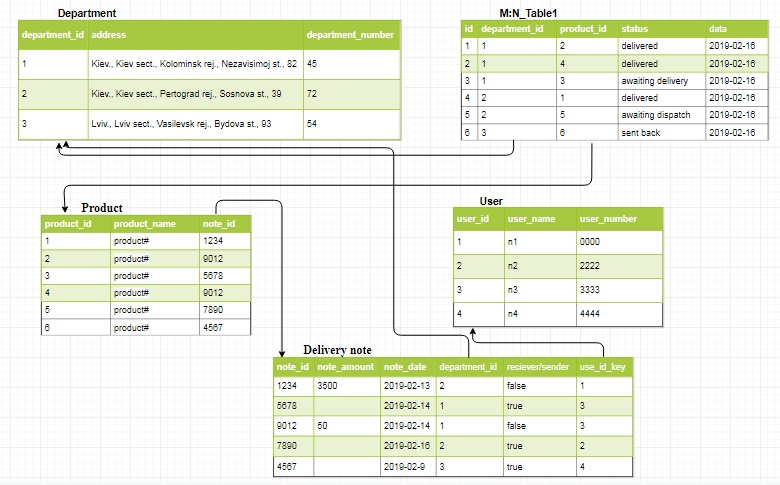 Department
department_id address department_number
1 Kiev., Kiev sect., Kolominsk rej., Nezavisimoj st., 82 45
2 Kiev., Kiev sect., Pertograd rej., Sosnova st., 39 72
3 Lviv., Lviv sect., Vasilevsk rej., Bydova st., 93 54
M:N_Table1
id department_id product_id status data
1 1 2 delivered 2019-02-16
2 1 4 delivered 2019-02-16
3 1 3 awaiting delivery 2019-02-16
4 2 1 delivered 2019-02-16
5 2 5 awaiting dispatch 2019-02-16
6 3 6 sent back 2019-02-16
Product
product_id product_name note_id
1 product# 1234
2 product# 9012
3 product# 5678
4 product# 9012
5 product# 7890
6 product# 4567
User
user_id user_name user_number
1 n1 0000
2 n2 2222
3 n3 3333
4 n4 4444
Delivery note
note_id note_amount note_date department_id reciever/sender use_id_key
1234 3500 2019-02-13 2 false 1
5678 2019-02-14 1 true 3
9012 50 2019-02-14 1 false 3
7890 2019-02-16 2 true 2
4567 2019-02-9 3 true 4